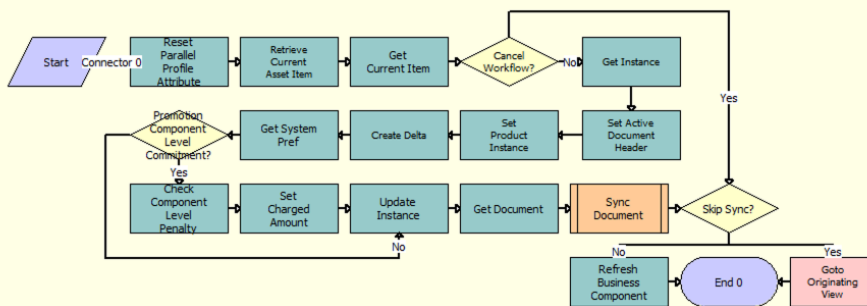 Start
Connector 0
Reset
Parallel
Profile
Attribute
Retrieve
Current
Asset Item
Get
Current Item
Cancel
Workflow?
No
Get Instance
Yes
Promotion
Component
Level
Commitment?
Get System
Pref
Create Delta
Set
Product
Instance
Set Active
Document
Header
Yes
Check
Component
Level
Penalty
Set
Charged
Amount
Update
Instance
Get Document
Sync
Document
Skip Sync?
No
No
Yes
Refresh
Business
Component
End 0
Goto
Originating
View